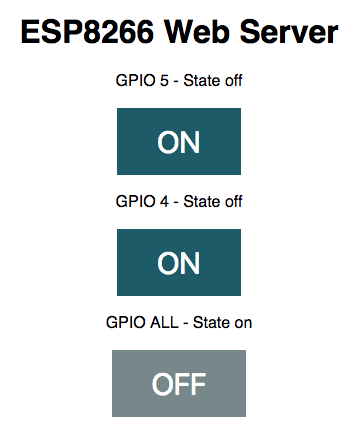 ESP8266 Web Server
GPIO 5 - State off
ON
GPIO 4 - State off
ON
GPIO ALL - State on
OFF